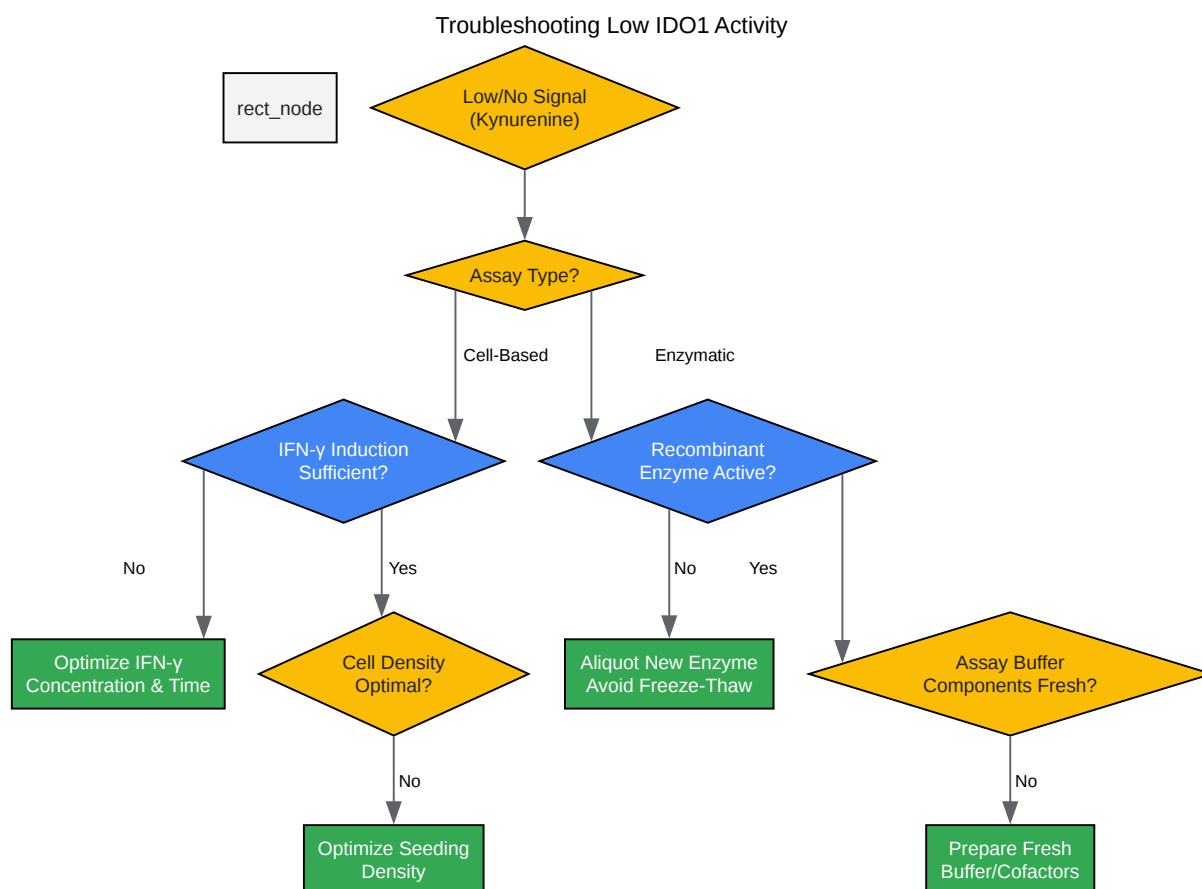 Troubleshooting Low IDO1 Activity
rect_node
Low/No Signal
(Kynurenine)
Assay Type?
Cell-Based
Enzymatic
IFN-γ Induction
Sufficient?
Recombinant
Enzyme Active?
No
Yes
No
Yes
Optimize IFN-γ
Concentration & Time
Cell Density
Optimal?
Aliquot New Enzyme
Avoid Freeze-Thaw
Assay Buffer
Components Fresh?
No
No
Optimize Seeding
Density
Prepare Fresh
Buffer/Cofactors